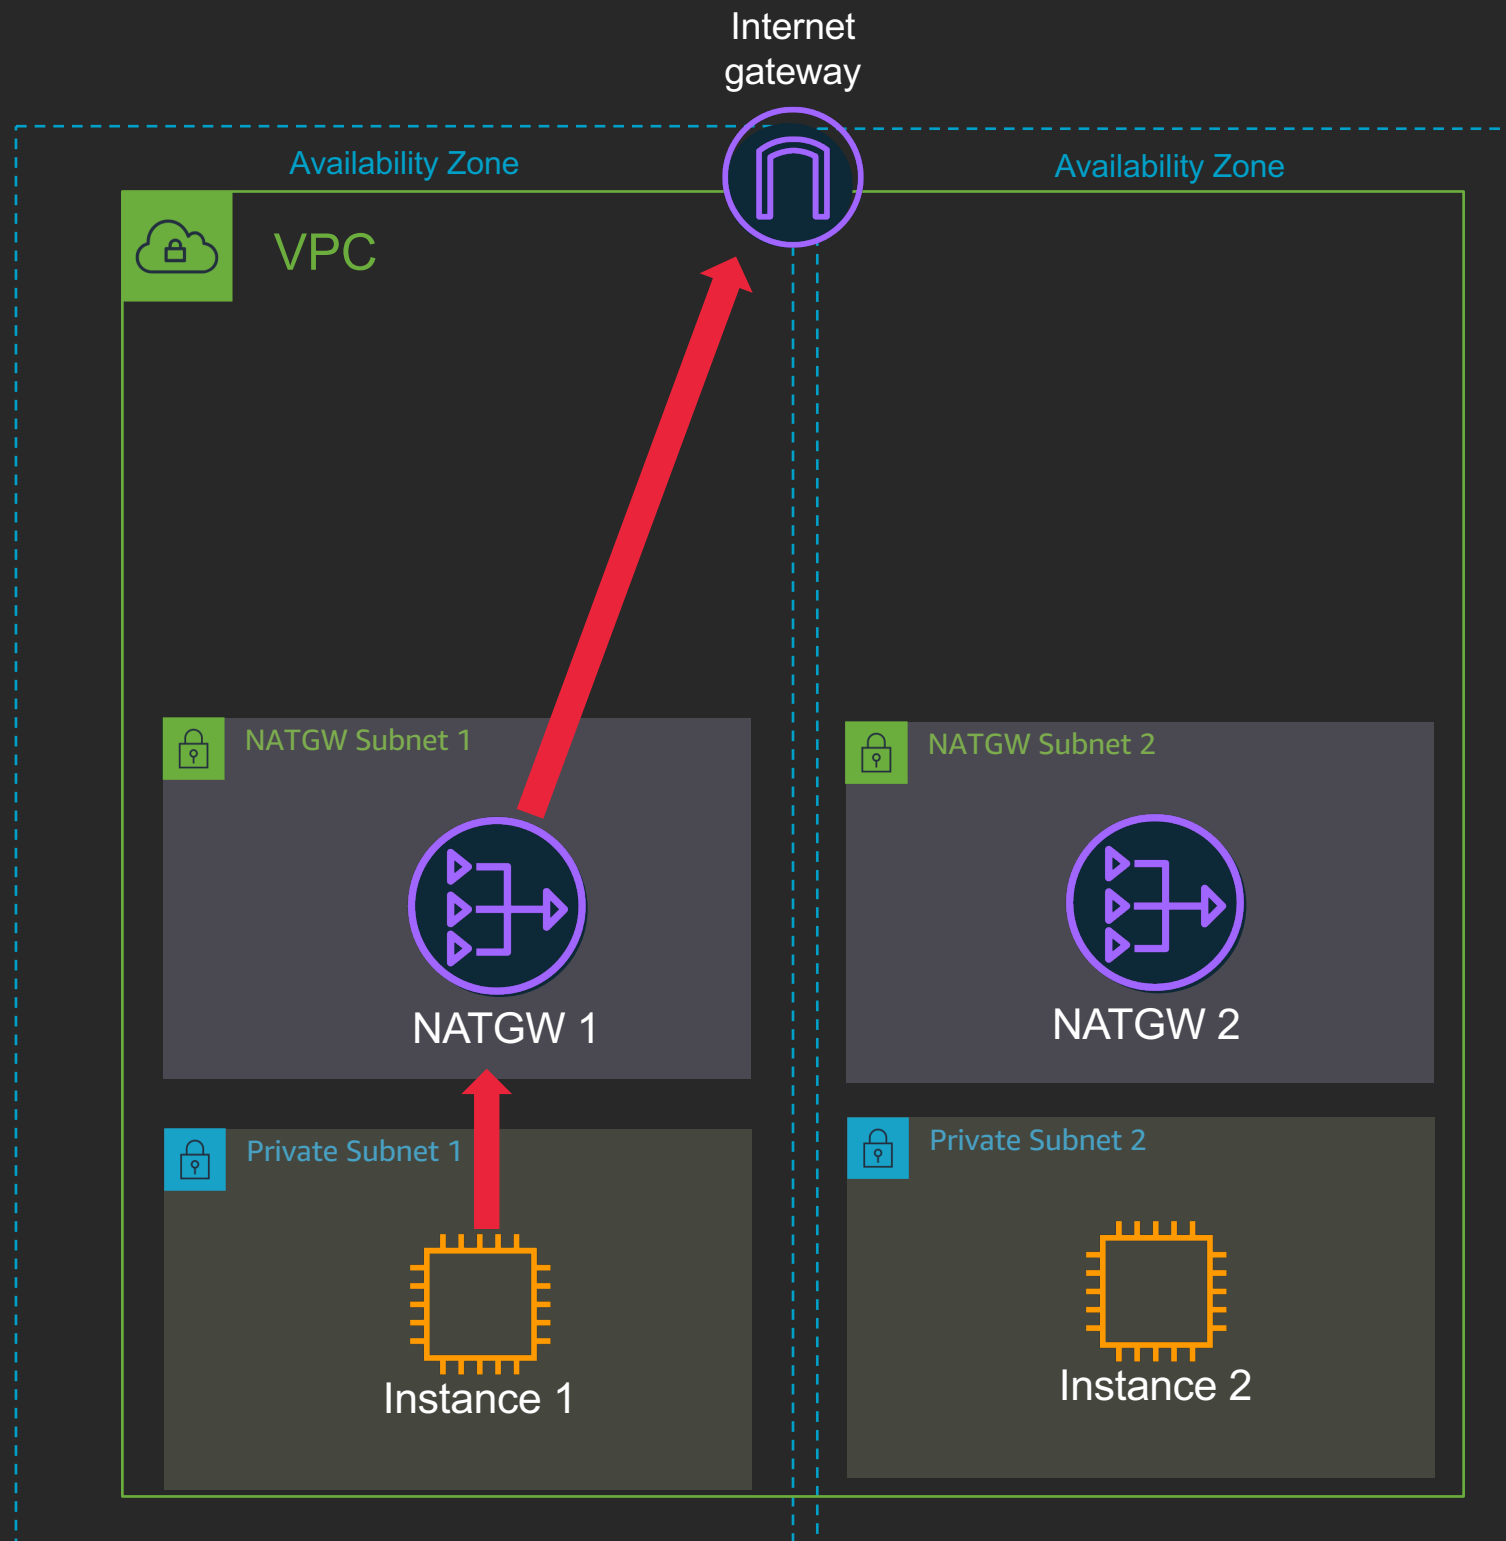 Internet
gateway
Availability Zone
Availability Zone
VPC
NATGW Subnet 1
NATGW Subnet 2
NATGW 1
NATGW 2
Private Subnet 1
Private Subnet 2
Instance 1
Instance 2